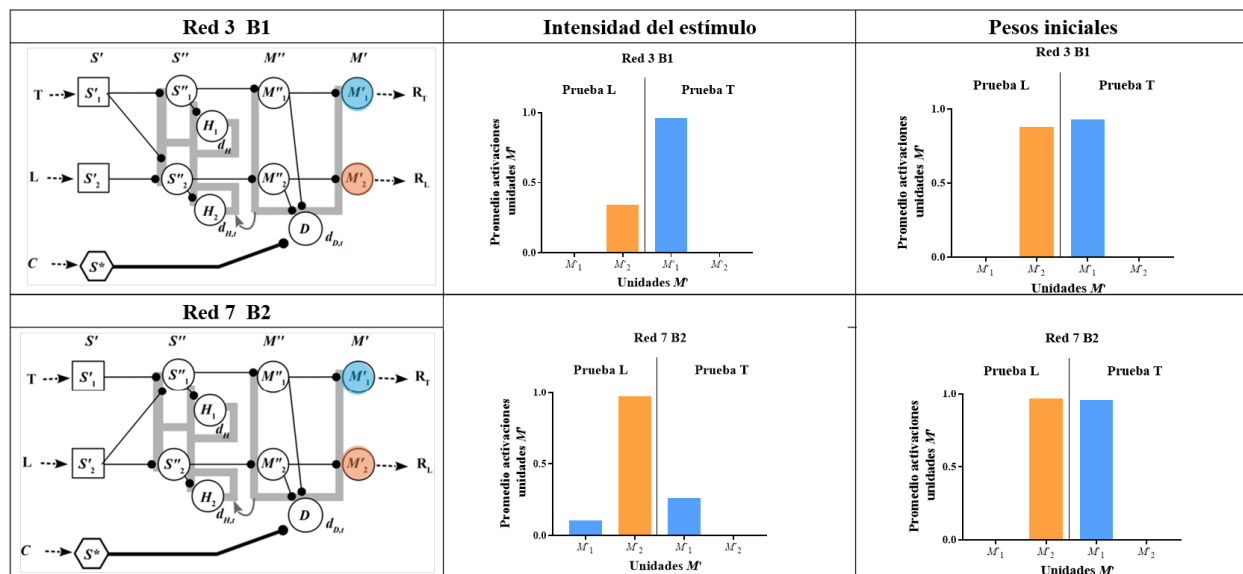 Red 3 B1
Intensidad del estímulo
Pesos iniciales
S' S" M" M'
T S'1 S"1 M"1 M'1 RT
H1
dH
L S'2 S"2 M"2 M'2 RL
H2
dH,t
D dD,t
C S*
Red 3 B1
Prueba L Prueba T
Promedio activaciones
unidades M'
1.0
0.5
0.0
M'1 M'2 M'1 M'2
Unidades M'
Red 3 B1
Prueba L Prueba T
Promedio activaciones
unidades M'
1.0
0.5
0.0
M'1 M'2 M'1 M'2
Unidades M'
Red 7 B2
S' S" M" M'
T S'1 S"1 M"1 M'1 RT
H1
dH
L S'2 S"2 M"2 M'2 RL
H2
dH,t
D dD,t
C S*
Red 7 B2
Prueba L Prueba T
Promedio activaciones
unidades M'
1.0
0.5
0.0
M'1 M'2 M'1 M'2
Unidades M'
Red 7 B2
Prueba L Prueba T
Promedio activaciones
unidades M'
1.0
0.5
0.0
M'1 M'2 M'1 M'2
Unidades M'